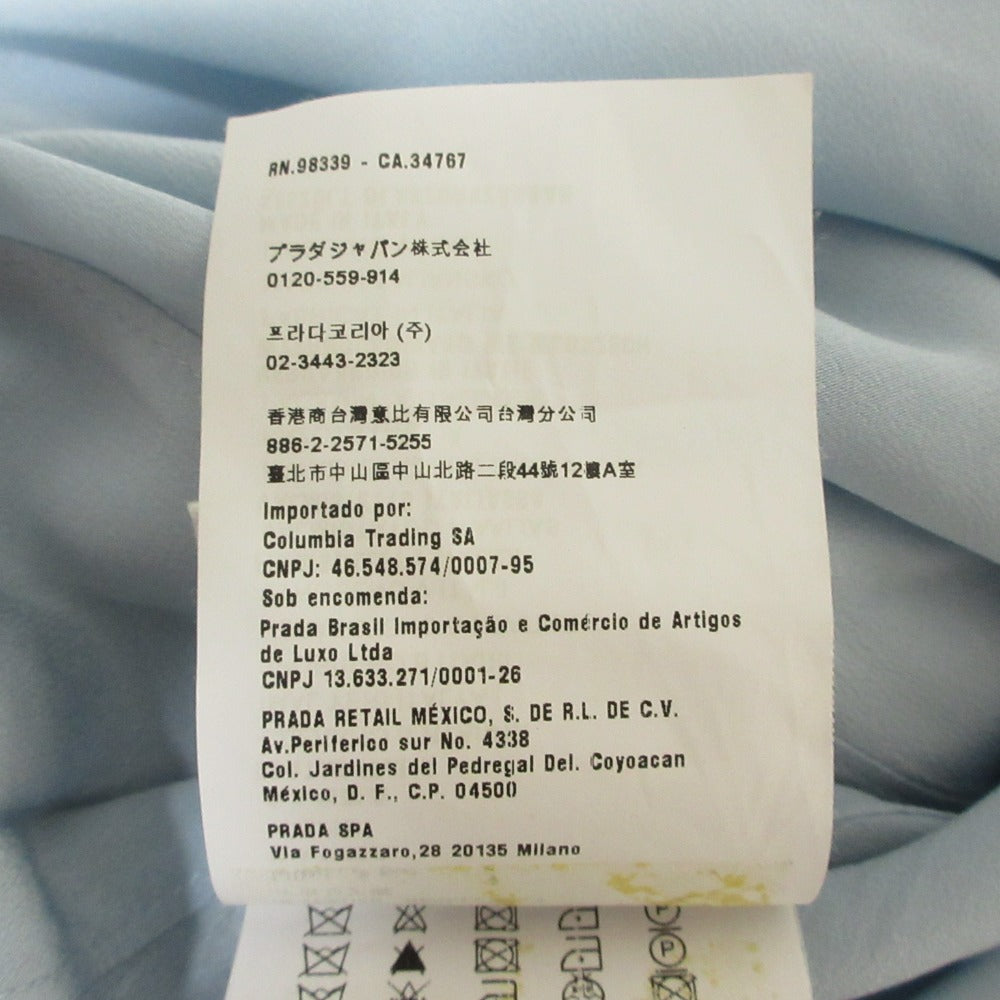 RN.98339 - CA.34767
プラダジャパン株式会社
0120-559-914
프라다코리아 (주)
02-3443-2323
香港商台灣意比有限公司台灣分公司
886-2-2571-5255
臺北市中山區中山北路二段44號12樓A室
Importado por:
Columbia Trading SA
CNPJ: 46.548.574/0007-95
Sob encomenda:
Prada Brasil Importação e Comércio de Artigos
de Luxo Ltda
CNPJ 13.633.271/0001-26
PRADA RETAIL MÉXICO, S. DE R.L. DE C.V.
Av.Periferico sur No. 4338
Col. Jardines del Pedregal Del. Coyoacan
México, D. F., C.P. 04500
PRADA SPA
Via Fogazzaro,28 20135 Milano
P